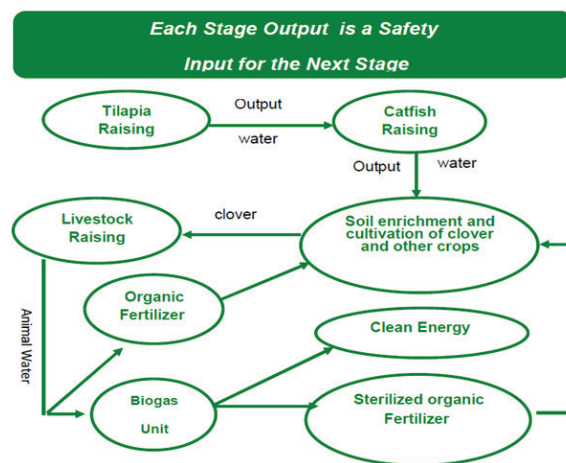 Each Stage Output is a Safety
Input for the Next Stage
Tilapia
Raising
Output
water
Catfish
Raising
Output
water
Livestock
Raising
clover
Soil enrichment and
cultivation of clover
and other crops
Organic
Fertilizer
Clean Energy
Animal Water
Biogas
Unit
Sterilized organic
Fertilizer